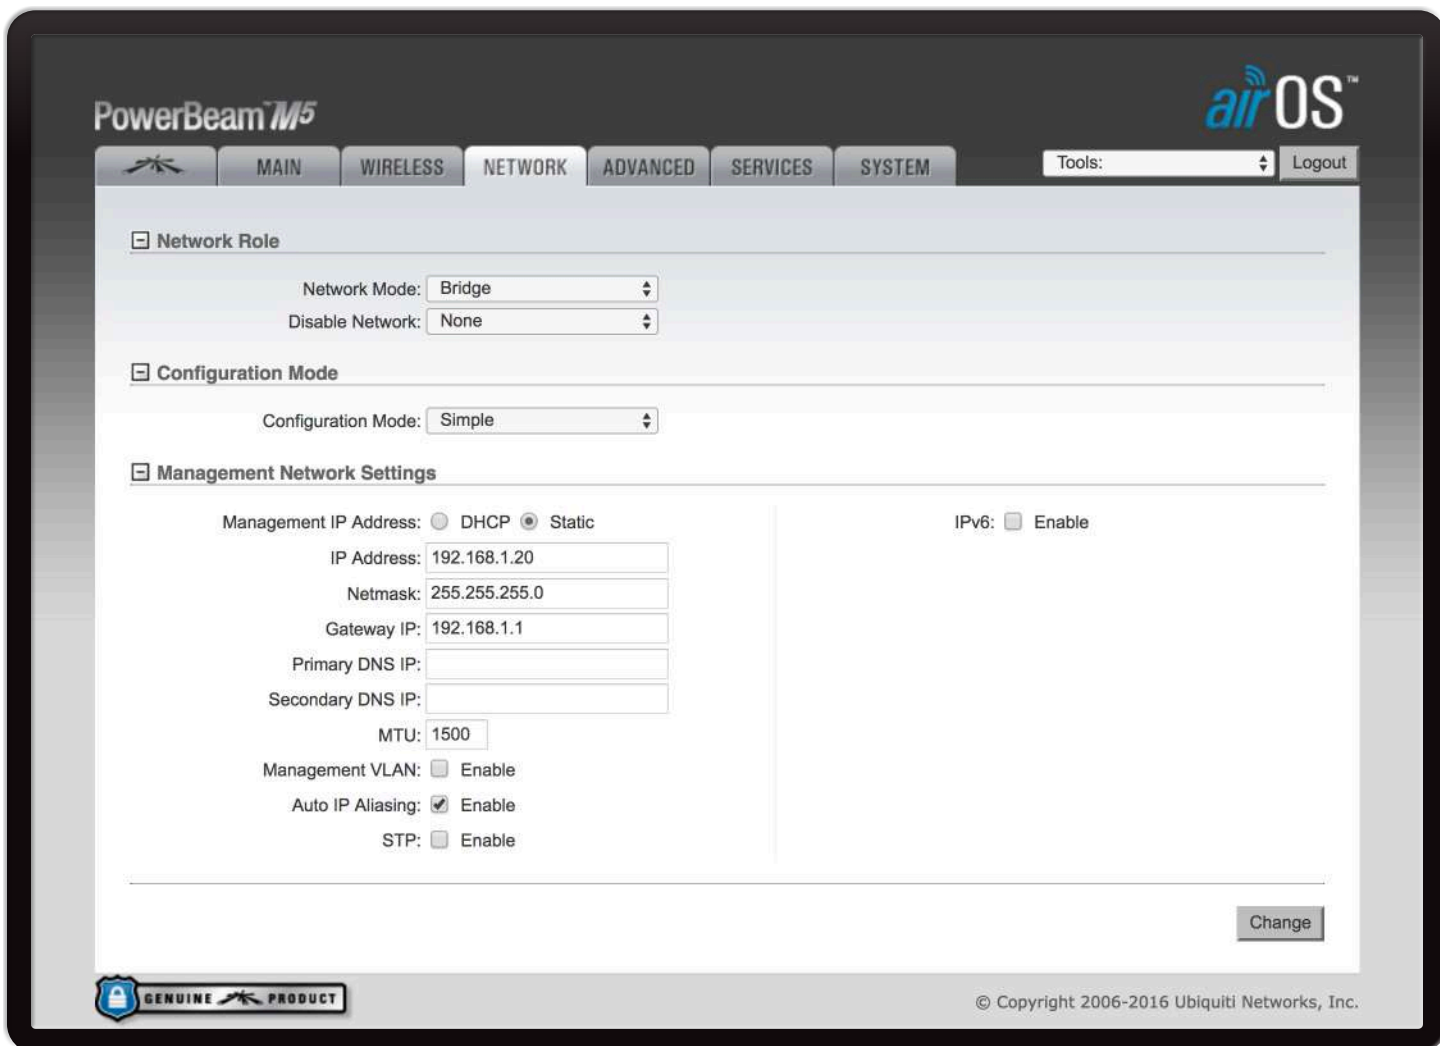 PowerBeam™ M5
airOS™
MAIN WIRELESS NETWORK ADVANCED SERVICES SYSTEM Tools: Logout
Network Role
Network Mode: Bridge
Disable Network: None
Configuration Mode
Configuration Mode: Simple
Management Network Settings
Management IP Address: DHCP Static
IPv6: Enable
IP Address: 192.168.1.20
Netmask: 255.255.255.0
Gateway IP: 192.168.1.1
Primary DNS IP:
Secondary DNS IP:
MTU: 1500
Management VLAN: Enable
Auto IP Aliasing: Enable
STP: Enable
Change
GENUINE PRODUCT
© Copyright 2006-2016 Ubiquiti Networks, Inc.